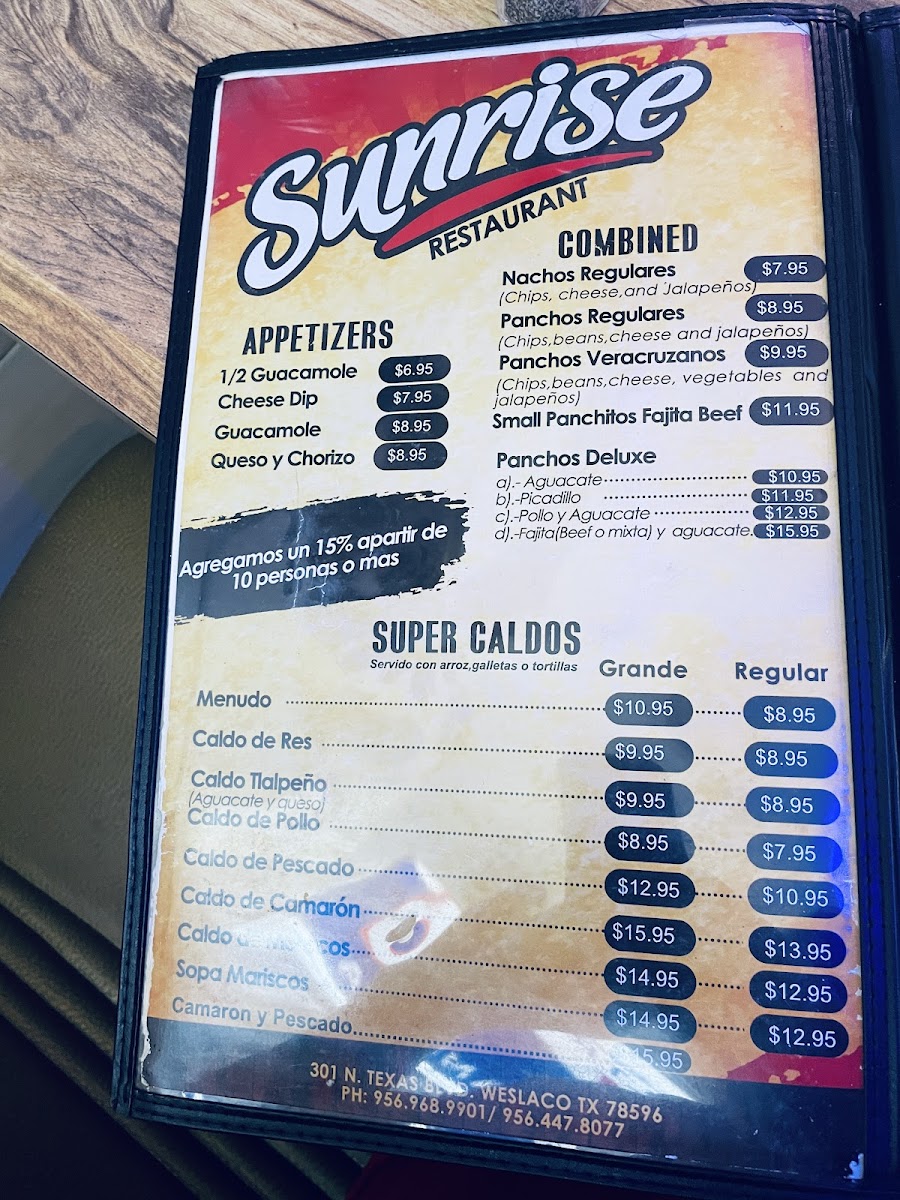 Sunrise
RESTAURANT
APPETIZERS
1/2 Guacamole $6.95
Cheese Dip $7.95
Guacamole $8.95
Queso y Chorizo $8.95
Agregamos un 15% apartir de
10 personas o mas
COMBINED
Nachos Regulares $7.95
(Chips, cheese,and Jalapeños)
Panchos Regulares $8.95
(Chips,beans,cheese and jalapeños)
Panchos Veracruzanos $9.95
(Chips,beans,cheese, vegetables and
jalapeños)
Small Panchitos Fajita Beef $11.95
Panchos Deluxe
a).- Aguacate $10.95
b).-Picadillo $11.95
c).-Pollo y Aguacate $12.95
d).-Fajita(Beef o mixta) y aguacate. $15.95
SUPER CALDOS
Servido con arroz,galletas o tortillas
Grande Regular
Menudo $10.95 $8.95
Caldo de Res $9.95 $8.95
Caldo Tlalpeño $9.95 $8.95
(Aguacate y queso)
Caldo de Pollo $8.95 $7.95
Caldo de Pescado $12.95 $10.95
Caldo de Camarón $15.95 $13.95
Caldo $14.95 $12.95
Sopa Mariscos $14.95 $12.95
Camaron y Pescado
301 N. TEXAS WESLACO TX 78596
PH: 956.968.9901/ 956.447.8077